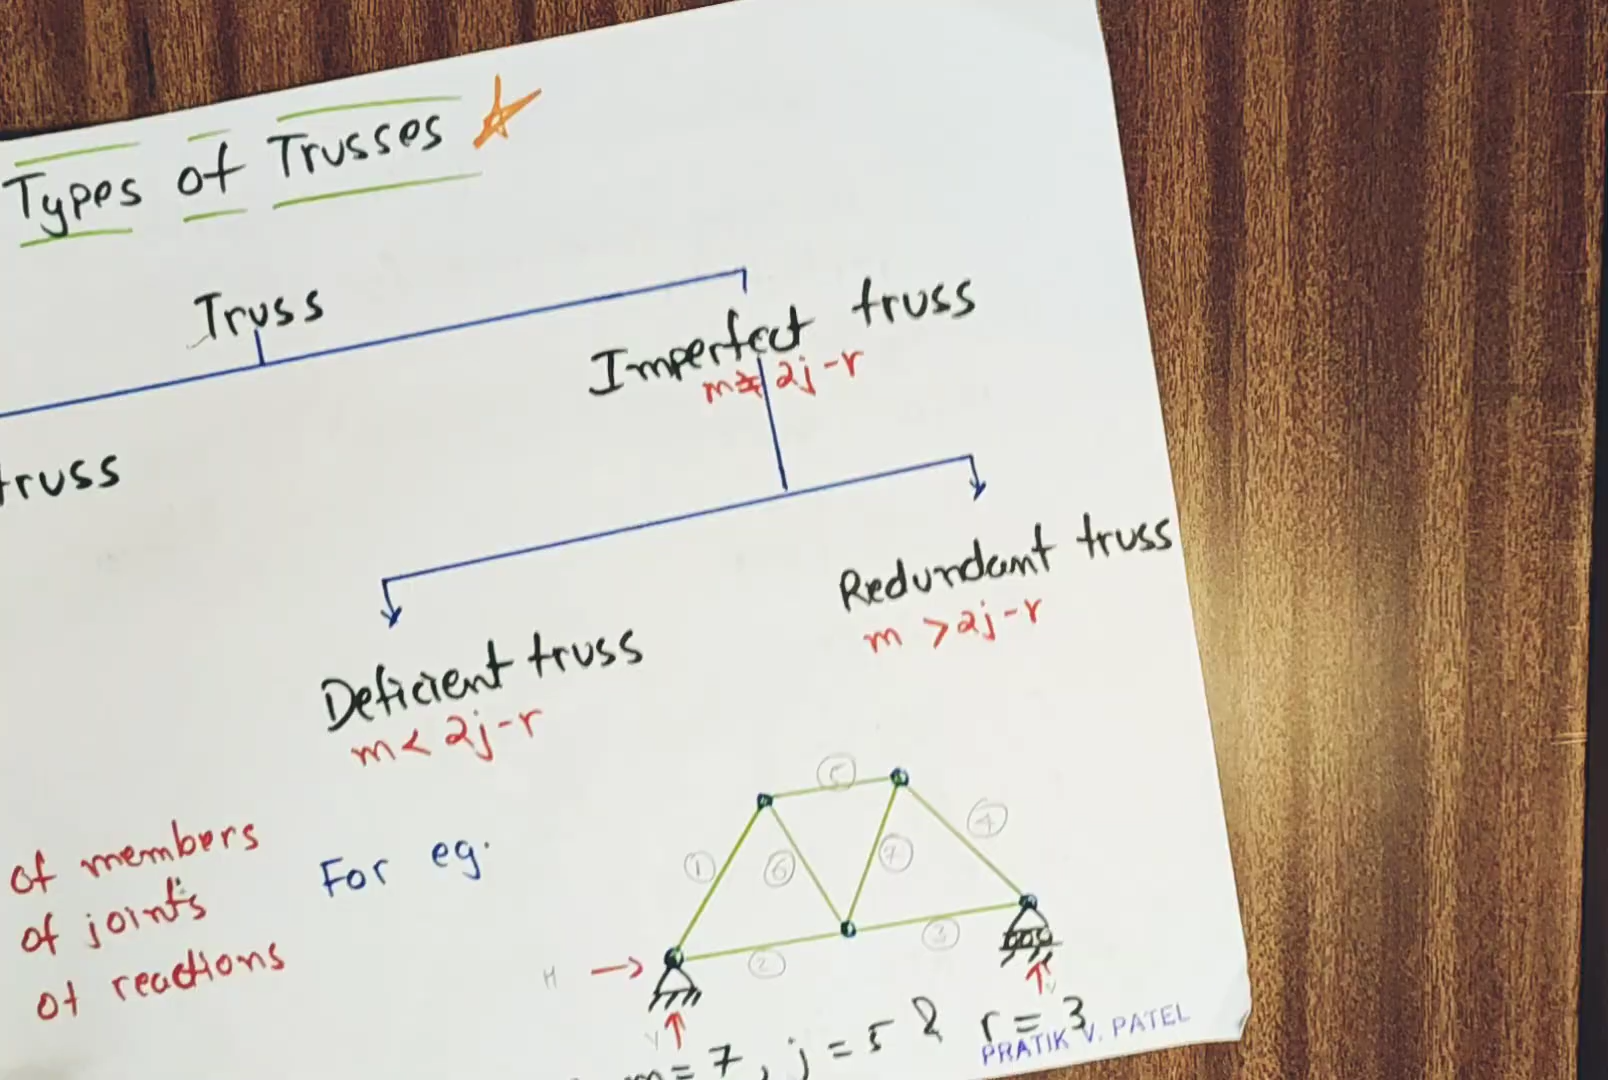 Types of Trusses
Truss
Imperfect truss
m ≠ 2j-r
truss
Redundant truss
m > 2j-r
Deficient truss
m < 2j-r
of members
of joints
of reactions
For eg.
5
1
6
7
4
2
3
H
V
V
m = 7, j = 5 & r = 3
PRATIK V. PATEL